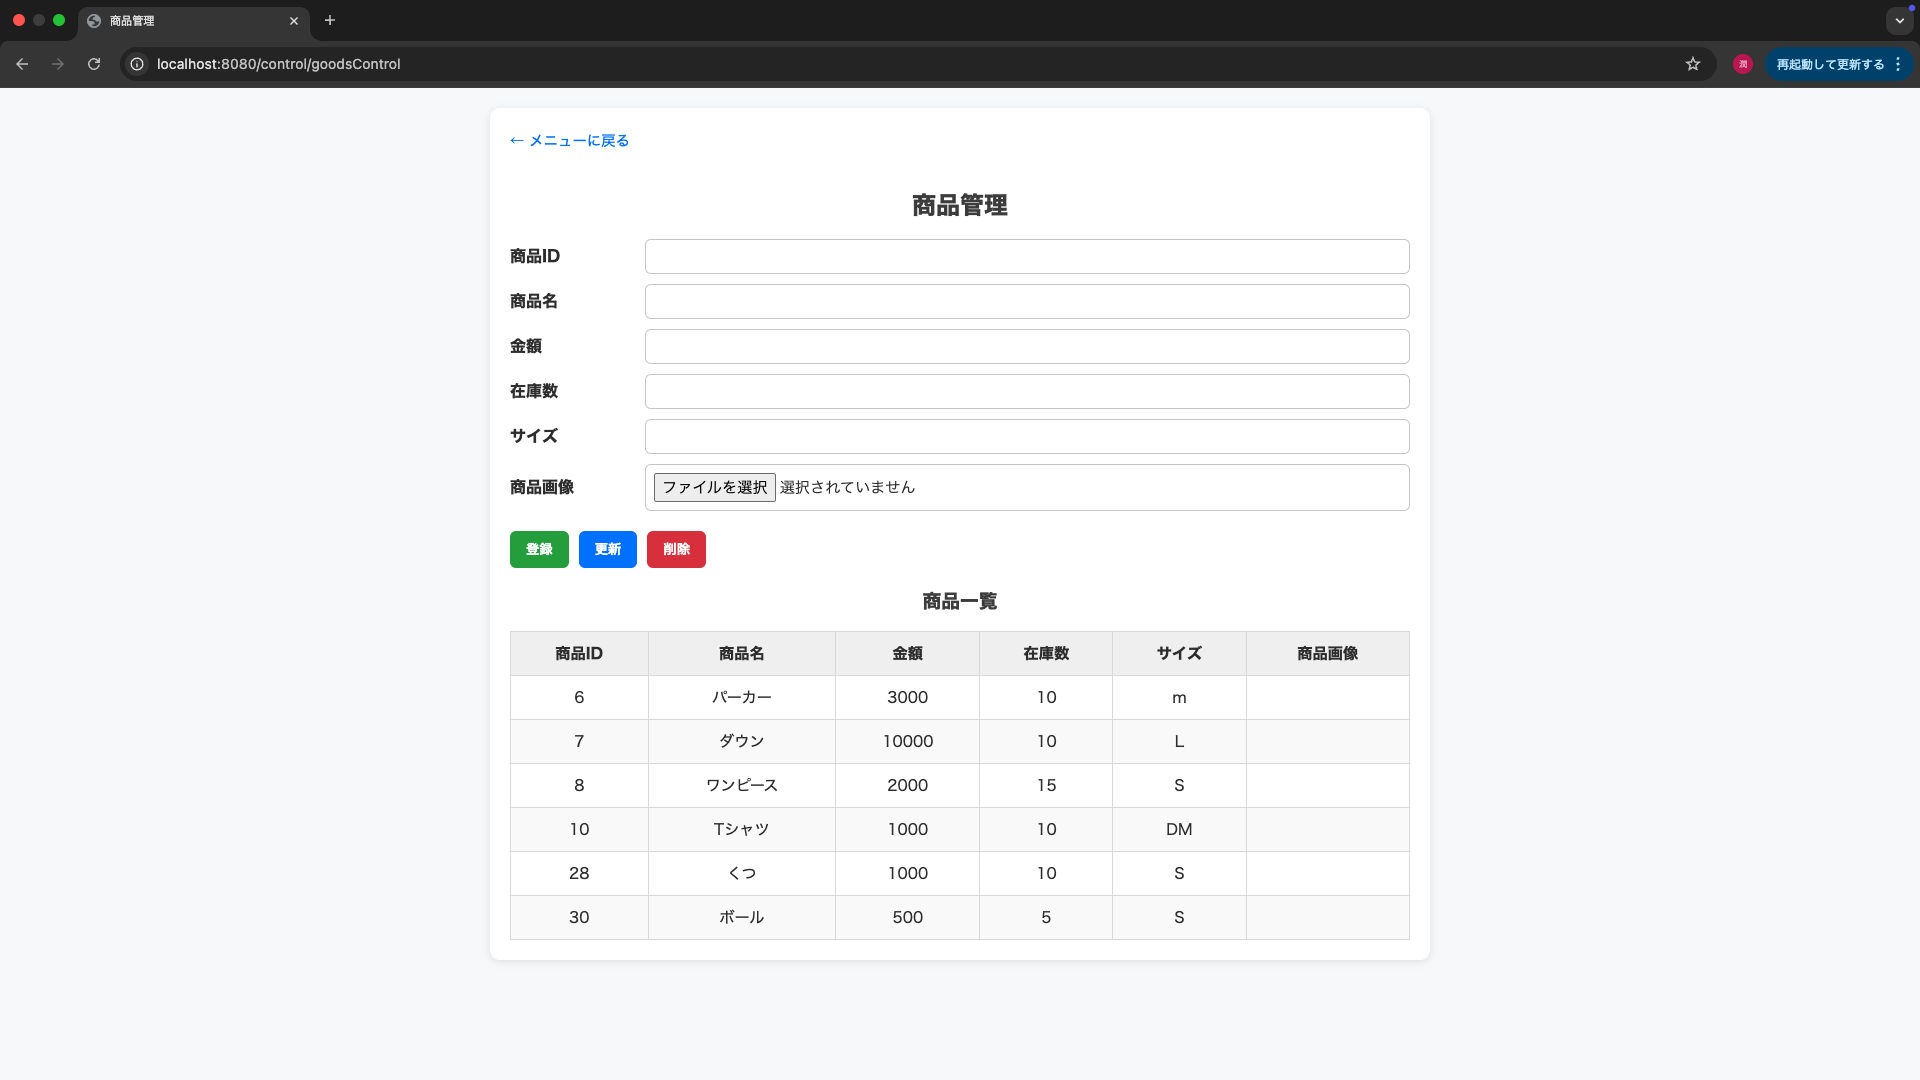 商品管理
localhost:8080/control/goodsControl
潤
再起動して更新する
← メニューに戻る
商品管理
商品ID
商品名
金額
在庫数
サイズ
商品画像 ファイルを選択 選択されていません
登録 更新 削除
商品一覧
商品ID 商品名 金額 在庫数 サイズ 商品画像
6 パーカー 3000 10 m
7 ダウン 10000 10 L
8 ワンピース 2000 15 S
10 Tシャツ 1000 10 DM
28 くつ 1000 10 S
30 ボール 500 5 S